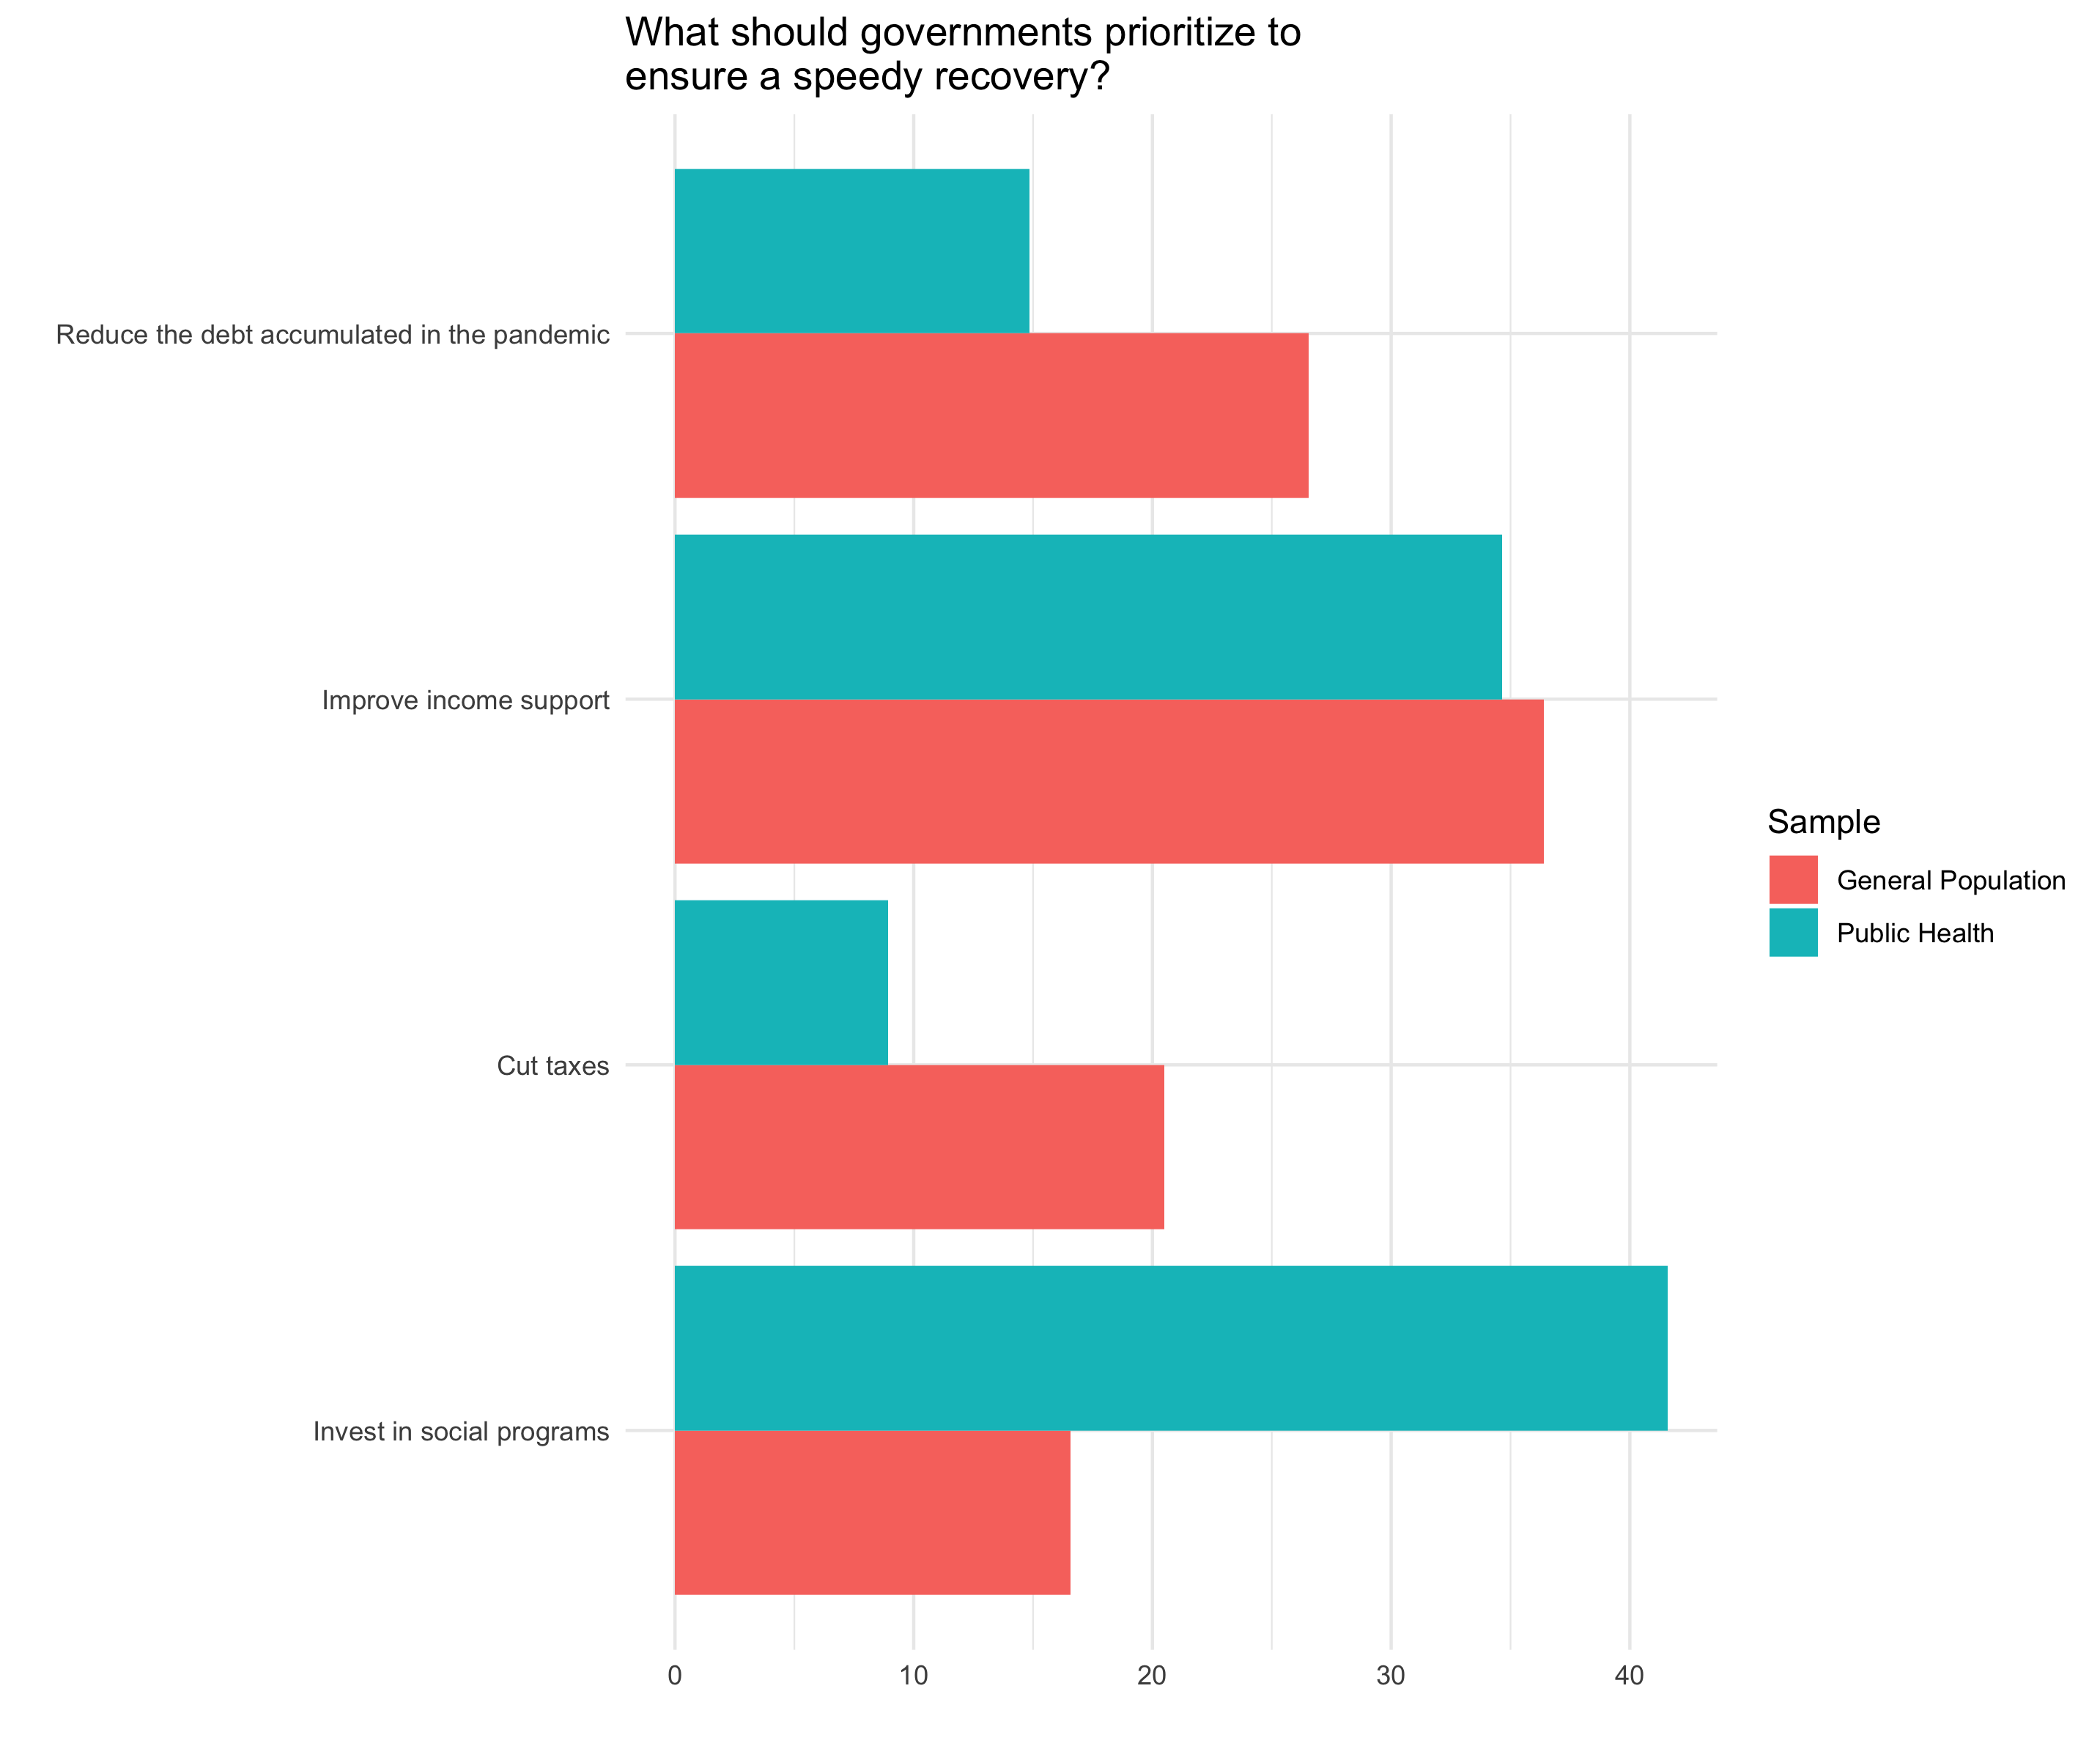 What should governments prioritize to
ensure a speedy recovery?
Reduce the debt accumulated in the pandemic
Improve income support
Cut taxes
Invest in social programs
0 10 20 30 40
Sample
General Population
Public Health